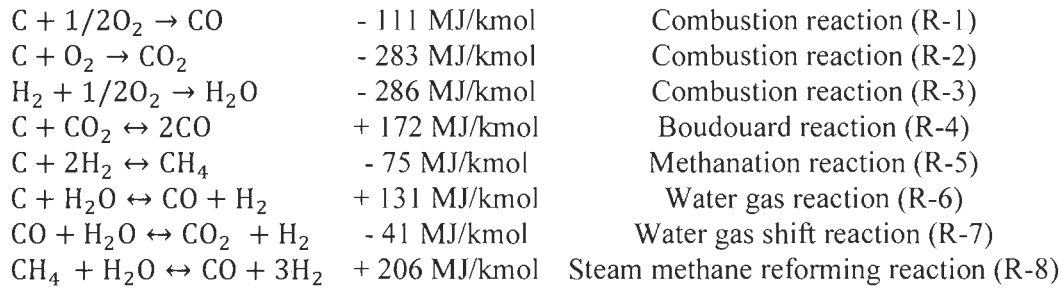 C + 1/2O₂ → CO - 111 MJ/kmol Combustion reaction (R-1)
C + O₂ → CO₂ - 283 MJ/kmol Combustion reaction (R-2)
H₂ + 1/2O₂ → H₂O - 286 MJ/kmol Combustion reaction (R-3)
C + CO₂ ↔ 2CO + 172 MJ/kmol Boudouard reaction (R-4)
C + 2H₂ ↔ CH₄ - 75 MJ/kmol Methanation reaction (R-5)
C + H₂O ↔ CO + H₂ + 131 MJ/kmol Water gas reaction (R-6)
CO + H₂O ↔ CO₂ + H₂ - 41 MJ/kmol Water gas shift reaction (R-7)
CH₄ + H₂O ↔ CO + 3H₂ + 206 MJ/kmol Steam methane reforming reaction (R-8)